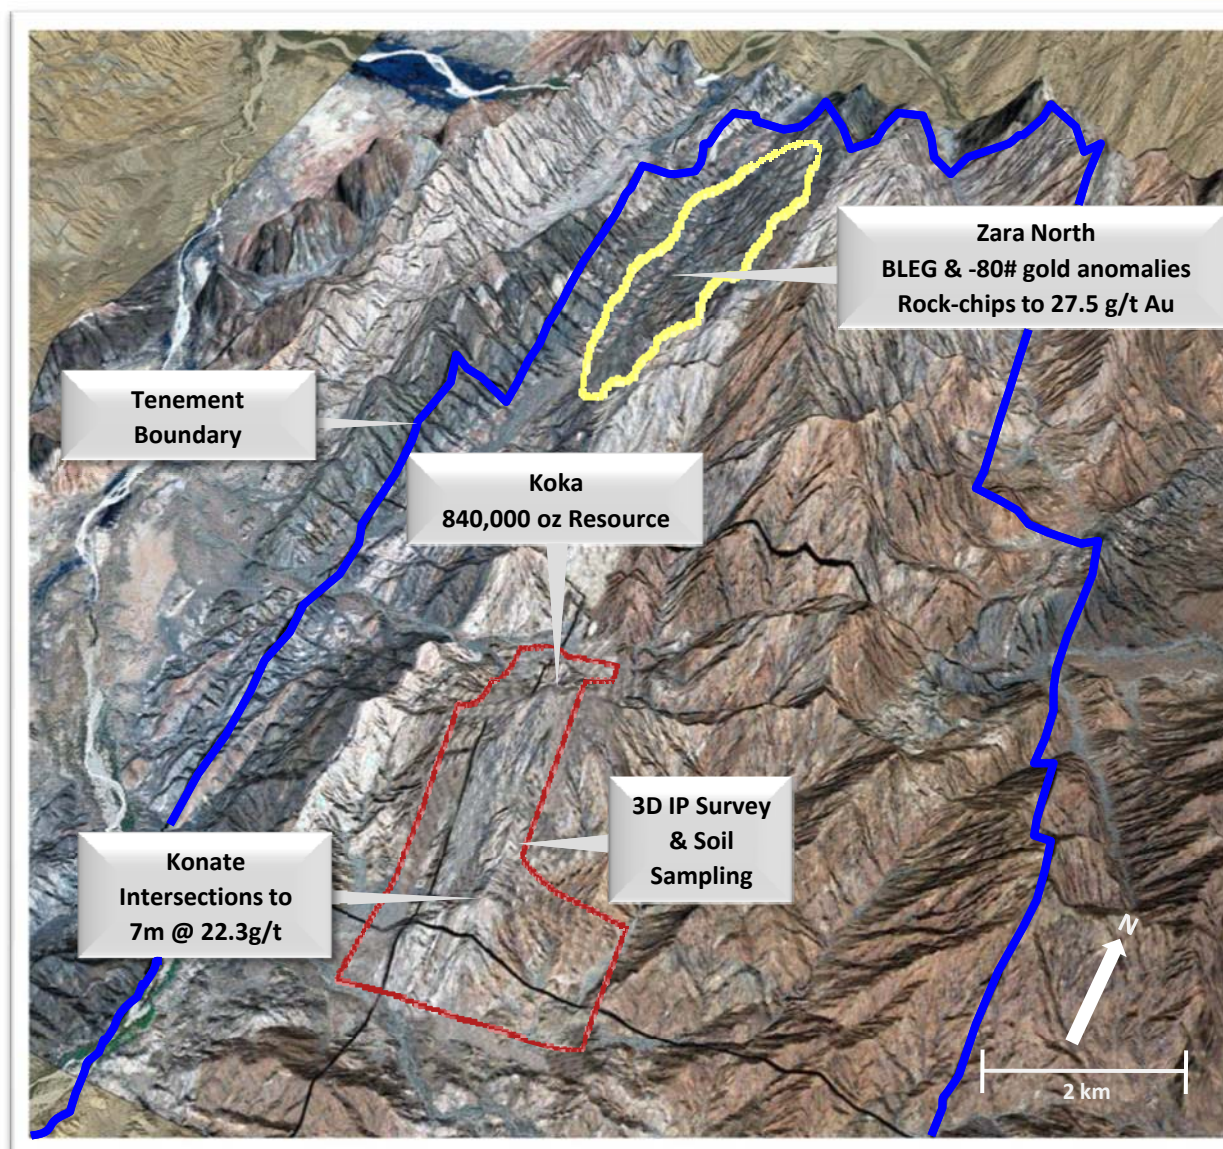 Zara North
BLEG & -80# gold anomalies
Rock-chips to 27.5 g/t Au
Tenement
Boundary
Koka
840,000 oz Resource
3D IP Survey
& Soil
Sampling
Konate
Intersections to
7m @ 22.3g/t
N
2 km